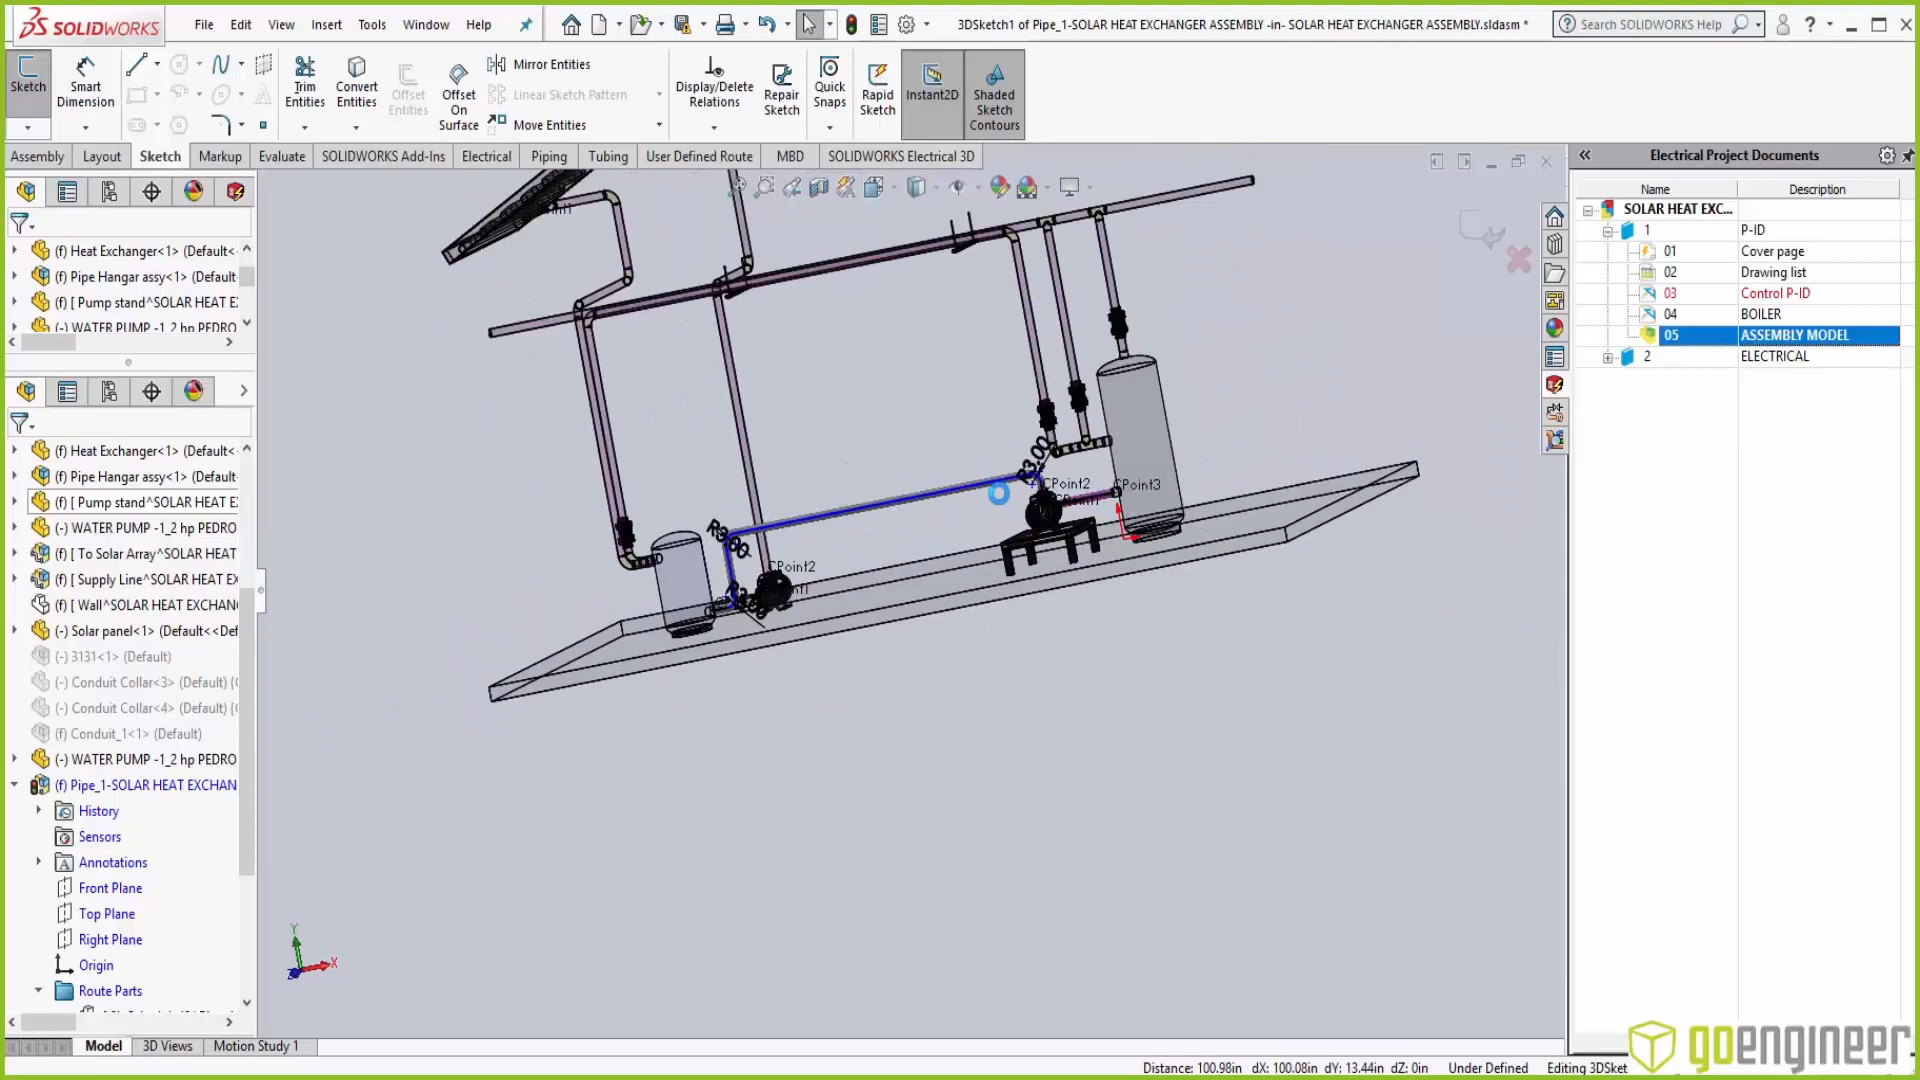 SOLIDWORKS
File Edit View Insert Tools Window Help
3DSketch1 of Pipe_1-SOLAR HEAT EXCHANGER ASSEMBLY -in- SOLAR HEAT EXCHANGER ASSEMBLY.sldasm *
Search SOLIDWORKS Help
Sketch
Smart Dimension
Trim Entities
Convert Entities
Offset Entities
Offset On Surface
Mirror Entities
Linear Sketch Pattern
Move Entities
Display/Delete Relations
Repair Sketch
Quick Snaps
Rapid Sketch
Instant2D
Shaded Sketch Contours
Assembly Layout Sketch Markup Evaluate SOLIDWORKS Add-Ins Electrical Piping Tubing User Defined Route MBD SOLIDWORKS Electrical 3D
(f) Heat Exchanger<1> (Default<
(f) Pipe Hangar assy<1> (Default
(f) [ Pump stand^SOLAR HEAT E
(-) WATER PUMP -1_2 hp PEDRO
(f) Heat Exchanger<1> (Default<
(f) Pipe Hangar assy<1> (Default
(f) [ Pump stand^SOLAR HEAT E
(-) WATER PUMP -1_2 hp PEDRO
(f) [ To Solar Array^SOLAR HEAT
(f) [ Supply Line^SOLAR HEAT EX
(f) [ Wall^SOLAR HEAT EXCHAN
(-) Solar panel<1> (Default<<Def
(-) 3131<1> (Default)
(-) Conduit Collar<3> (Default) {
(-) Conduit Collar<4> (Default) {
(f) Conduit_1<1> (Default)
(-) WATER PUMP -1_2 hp PEDRO
(f) Pipe_1-SOLAR HEAT EXCHAN
History
Sensors
Annotations
Front Plane
Top Plane
Right Plane
Origin
Route Parts
R3.00
CPoint2
CPoint3
CPoint2
Y
X
Z
Model 3D Views Motion Study 1
Distance: 100.98in dX: 100.08in dY: 13.44in dZ: 0in Under Defined Editing 3DSket
Electrical Project Documents
Name Description
SOLAR HEAT EXC...
1 P-ID
01 Cover page
02 Drawing list
03 Control P-ID
04 BOILER
05 ASSEMBLY MODEL
2 ELECTRICAL
goengineer